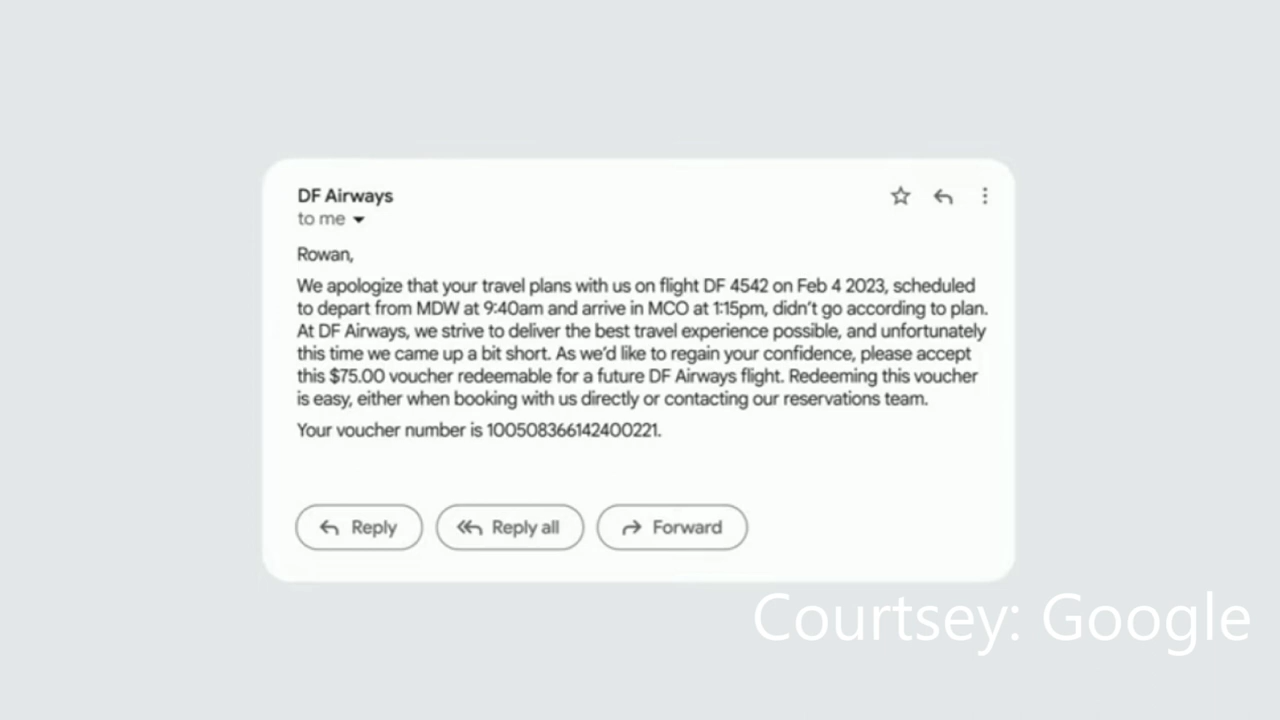 DF Airways
to me
Rowan,
We apologize that your travel plans with us on flight DF 4542 on Feb 4 2023, scheduled
to depart from MDW at 9:40am and arrive in MCO at 1:15pm, didn't go according to plan.
At DF Airways, we strive to deliver the best travel experience possible, and unfortunately
this time we came up a bit short. As we'd like to regain your confidence, please accept
this $75.00 voucher redeemable for a future DF Airways flight. Redeeming this voucher
is easy, either when booking with us directly or contacting our reservations team.
Your voucher number is 100508366142400221.
Reply Reply all Forward
Courtsey: Google